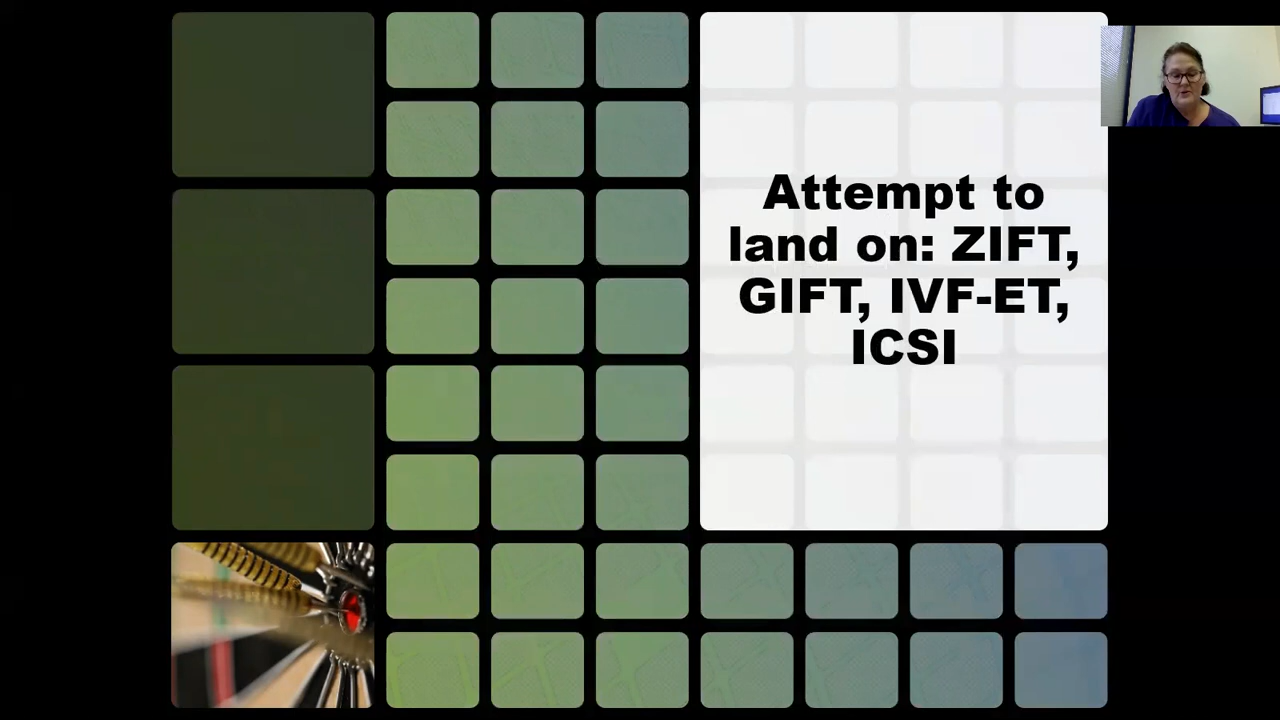 Attempt to
land on: ZIFT,
GIFT, IVF-ET,
ICSI